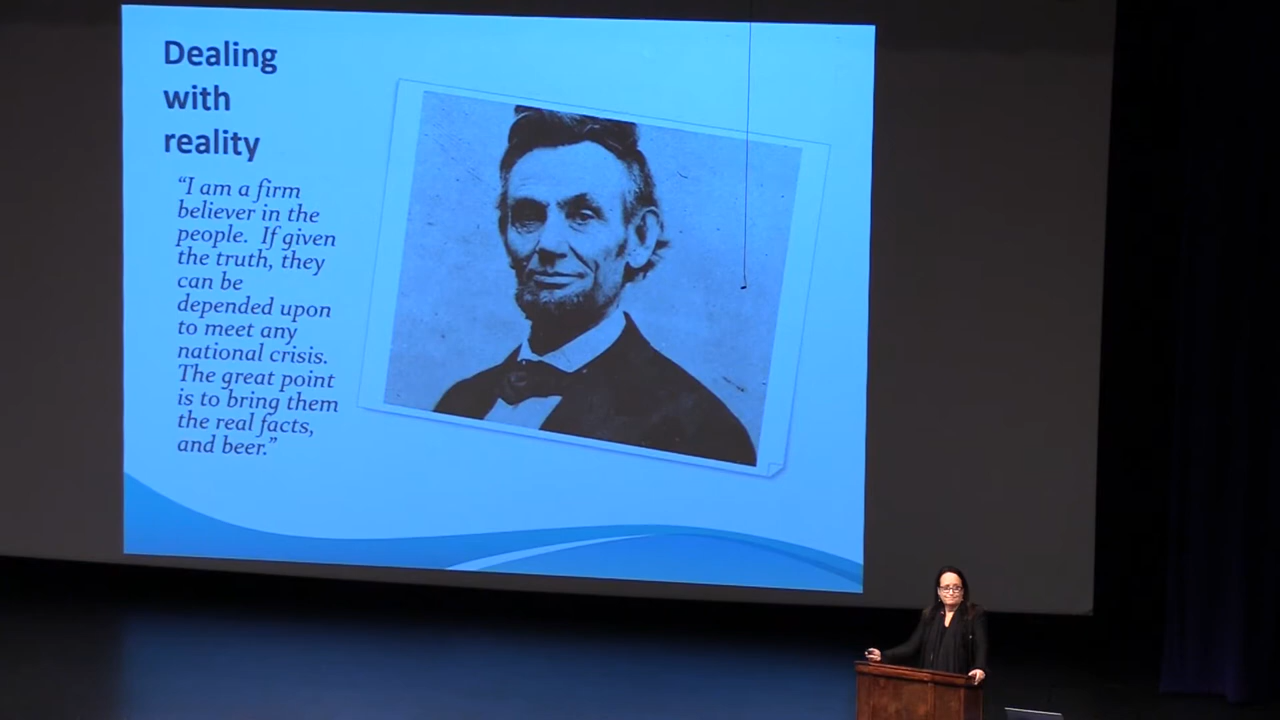 Dealing
with
reality
“I am a firm
believer in the
people.  If given
the truth, they
can be
depended upon
to meet any
national crisis.
The great point
is to bring them
the real facts,
and beer.”